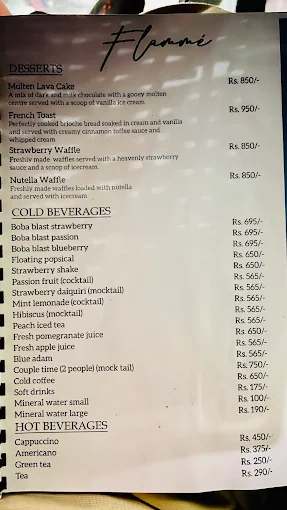 Flammé
DESSERTS
Molten Lava Cake Rs. 850/-
A mix of dark and milk chocolate with a gooey molten
centre served with a scoop of vanilla ice cream.
French Toast Rs. 950/-
Perfectly cooked brioche bread soaked in cream and vanilla
and served with creamy cinnamon toffee sauce and
whipped cream
Strawberry Waffle Rs. 850/-
Freshly made waffles served with a heavenly strawberry
sauce and a scoop of icecream.
Nutella Waffle Rs. 850/-
Freshly made waffles loaded with nutella
and served with icecream
COLD BEVERAGES
Boba blast strawberry Rs. 695/-
Boba blast passion Rs. 695/-
Boba blast blueberry Rs. 695/-
Floating popsical Rs. 650/-
Strawberry shake Rs. 650/-
Passion fruit (cocktail) Rs. 565/-
Strawberry daiquiri (mocktail) Rs. 565/-
Mint lemonade (cocktail) Rs. 565/-
Hibiscus (mocktail) Rs. 565/-
Peach iced tea Rs. 565/-
Fresh pomegranate juice Rs. 650/-
Fresh apple juice Rs. 565/-
Blue adam Rs. 565/-
Couple time (2 people) (mock tail) Rs. 750/-
Cold coffee Rs. 650/-
Soft drinks Rs. 175/-
Mineral water small Rs. 100/-
Mineral water large Rs. 190/-
HOT BEVERAGES
Cappuccino Rs. 450/-
Americano Rs. 375/-
Green tea Rs. 250/-
Tea Rs. 290/-